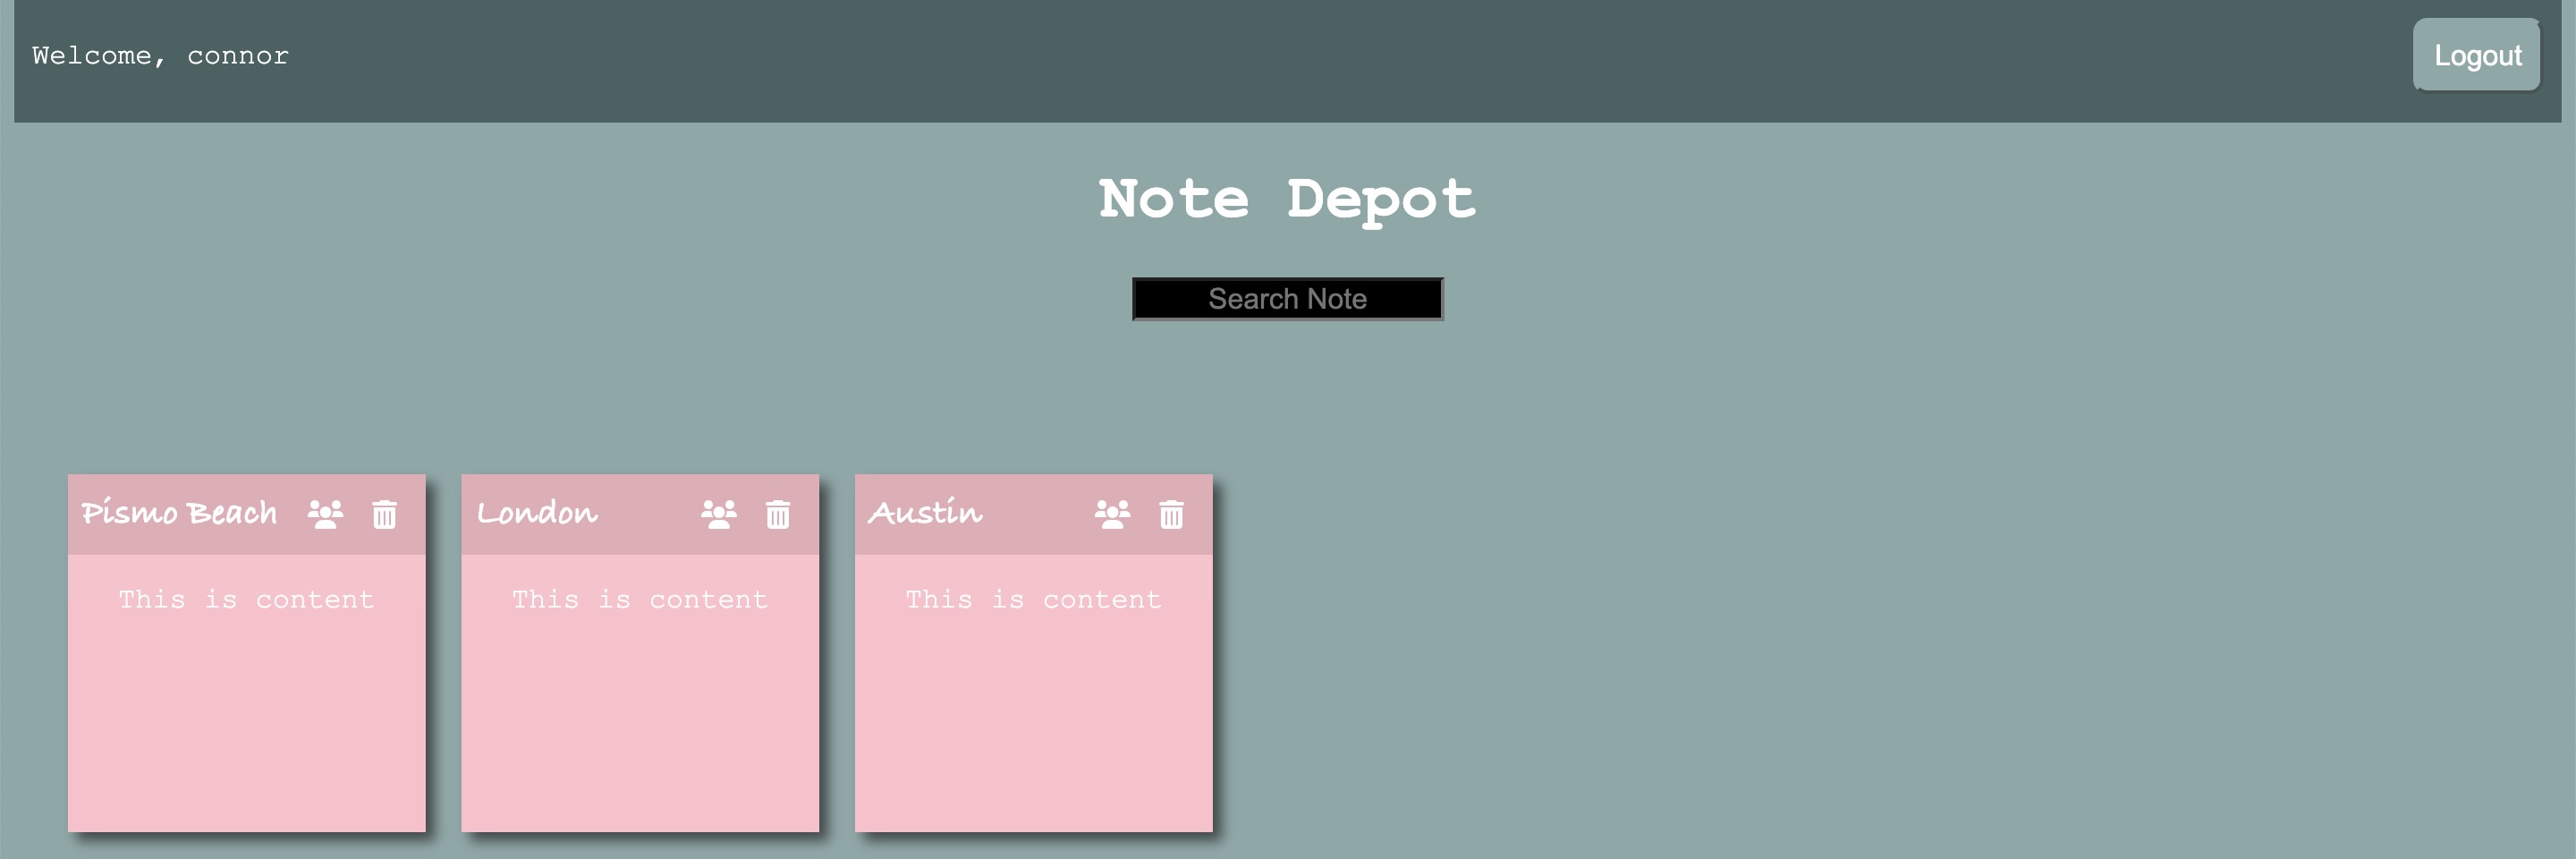 Welcome, connor
Logout
Note Depot
Search Note
Pismo Beach
London
Austin
This is content
This is content
This is content